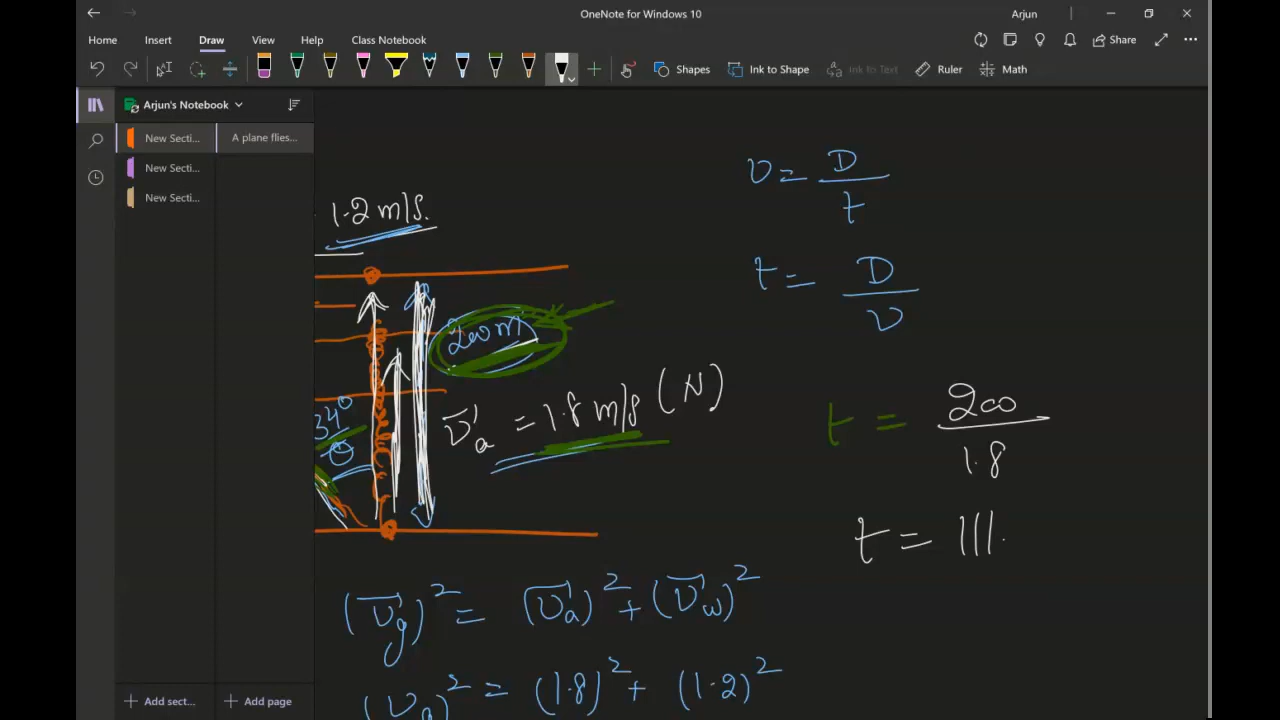 OneNote for Windows 10
Arjun
Home Insert Draw View Help Class Notebook
Share
Shapes Ink to Shape Ink to Text Ruler Math
Arjun's Notebook
New Secti... A plane flies...
New Secti...
New Secti...
1.2 m/s.
200 m
34°
θ
v⃗a = 1.8 m/s (N)
(v⃗g)² = (v⃗a)² + (v⃗w)²
(vg)² = (1.8)² + (1.2)²
v = D/t
t = D/v
t = 200/1.8
t = 111.
Add sect... Add page